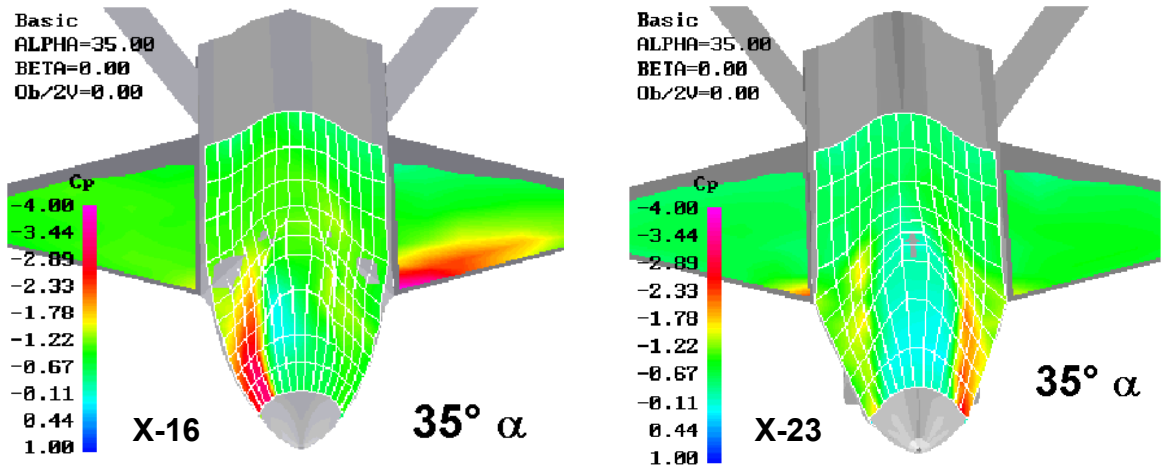 Basic
ALPHA=35.00
BETA=0.00
Ob/2V=0.00
Cp
-4.00
-3.44
-2.89
-2.33
-1.78
-1.22
-0.67
-0.11
0.44
1.00
X-16
35° α
Basic
ALPHA=35.00
BETA=0.00
Ob/2V=0.00
Cp
-4.00
-3.44
-2.89
-2.33
-1.78
-1.22
-0.67
-0.11
0.44
1.00
X-23
35° α